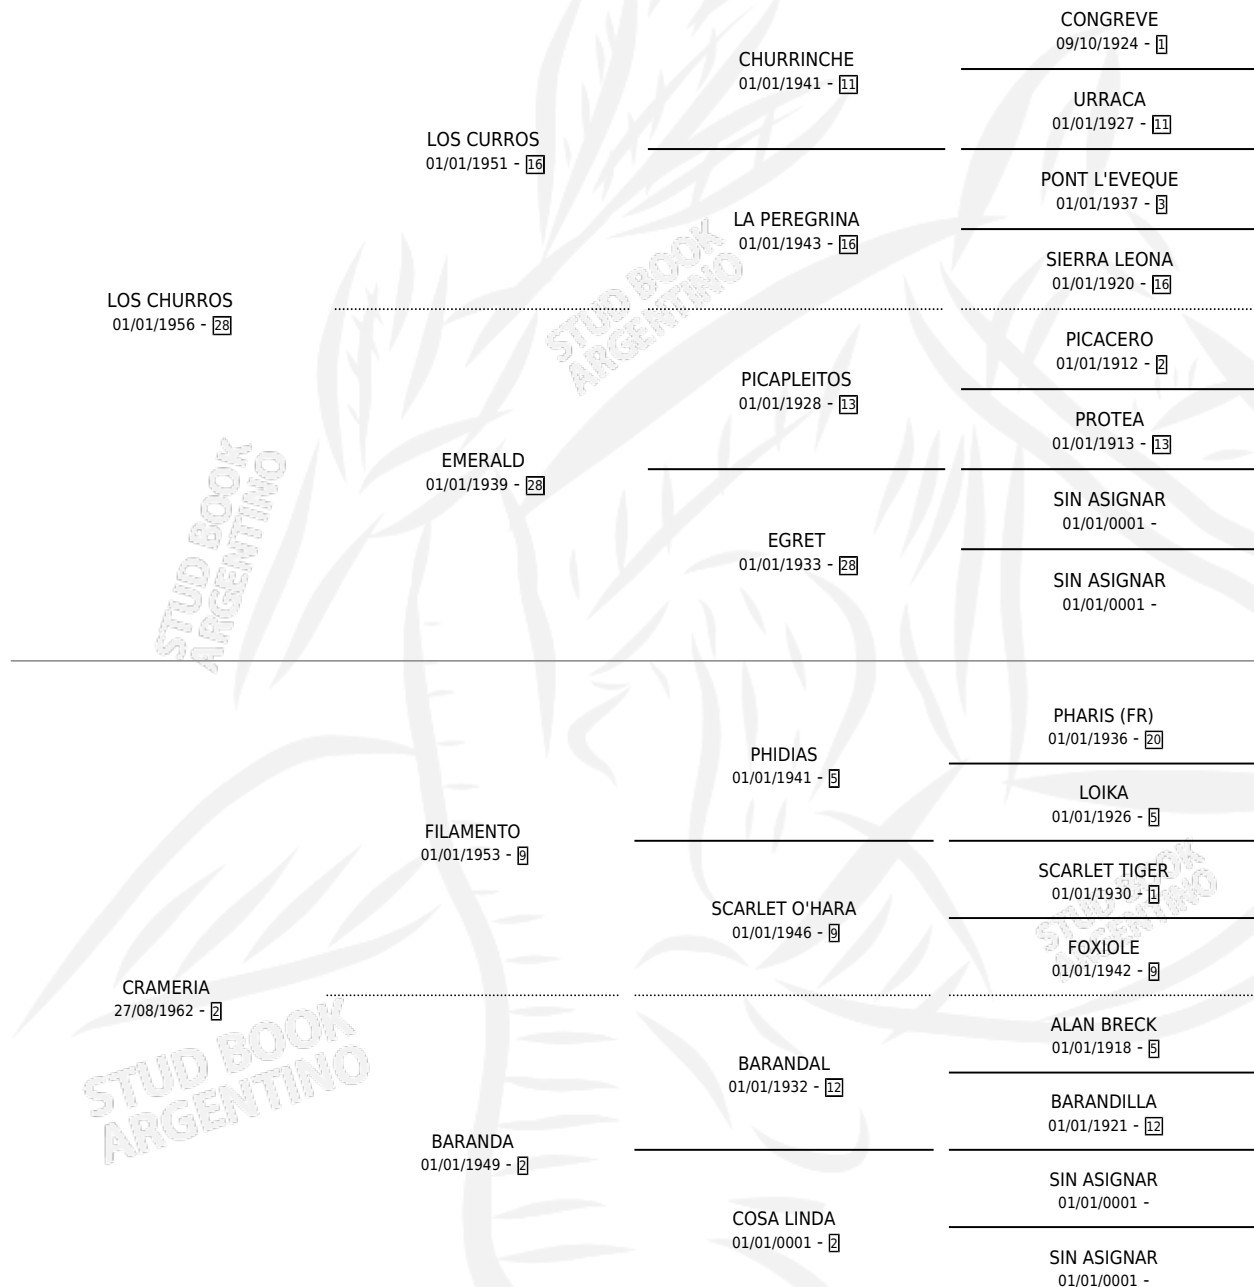 CONGREVE
09/10/1924 - 1
CHURRINCHE
01/01/1941 - 11
URRACA
01/01/1927 - 11
LOS CURROS
01/01/1951 - 16
PONT L'EVEQUE
01/01/1937 - 3
LA PEREGRINA
01/01/1943 - 16
SIERRA LEONA
01/01/1920 - 16
LOS CHURROS
01/01/1956 - 28
STUD BOOK
ARGENTINO
PICACERO
01/01/1912 - 2
PICAPLEITOS
01/01/1928 - 13
PROTEA
01/01/1913 - 13
EMERALD
01/01/1939 - 28
SIN ASIGNAR
01/01/0001 -
EGRET
01/01/1933 - 28
SIN ASIGNAR
01/01/0001 -
STUD BOOK
ARGENTINO
PHARIS (FR)
01/01/1936 - 20
PHIDIAS
01/01/1941 - 5
LOIKA
01/01/1926 - 5
FILAMENTO
01/01/1953 - 9
SCARLET TIGER
01/01/1930 - 1
SCARLET O'HARA
01/01/1946 - 9
FOXIOLE
01/01/1942 - 9
STUD BOOK
ARGENTINO
CRAMERIA
27/08/1962 - 2
STUD BOOK
ARGENTINO
ALAN BRECK
01/01/1918 - 5
BARANDAL
01/01/1932 - 12
BARANDILLA
01/01/1921 - 12
BARANDA
01/01/1949 - 2
SIN ASIGNAR
01/01/0001 -
COSA LINDA
01/01/0001 - 2
SIN ASIGNAR
01/01/0001 -